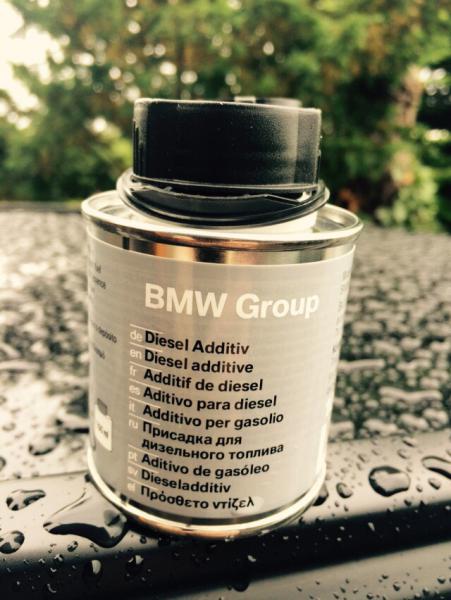 BMW Group
de Diesel Additiv
en Diesel additive
fr Additif de diesel
es Aditivo para diesel
it Additivo per gasolio
ru Присадка для
дизельного топлива
pt Aditivo de gasóleo
sv Dieseladditiv
el Πρόσθετο ντίζελ